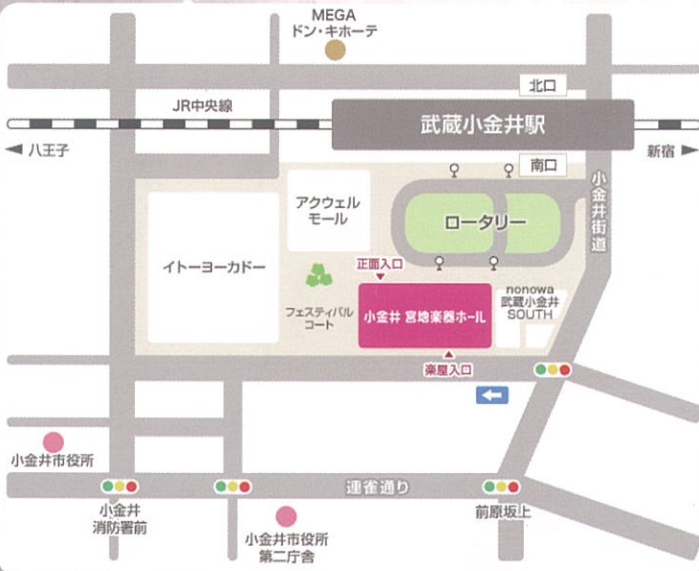 MEGA
ドン・キホーテ
北口
JR中央線
武蔵小金井駅
八王子
新宿
南口
小金井街道
アクウェル
モール
ロータリー
イトーヨーカドー
正面入口
フェスティバル
コート
小金井 宮地楽器ホール
nonowa
武蔵小金井
SOUTH
楽屋入口
小金井市役所
連雀通り
小金井
消防署前
前原坂上
小金井市役所
第二庁舎